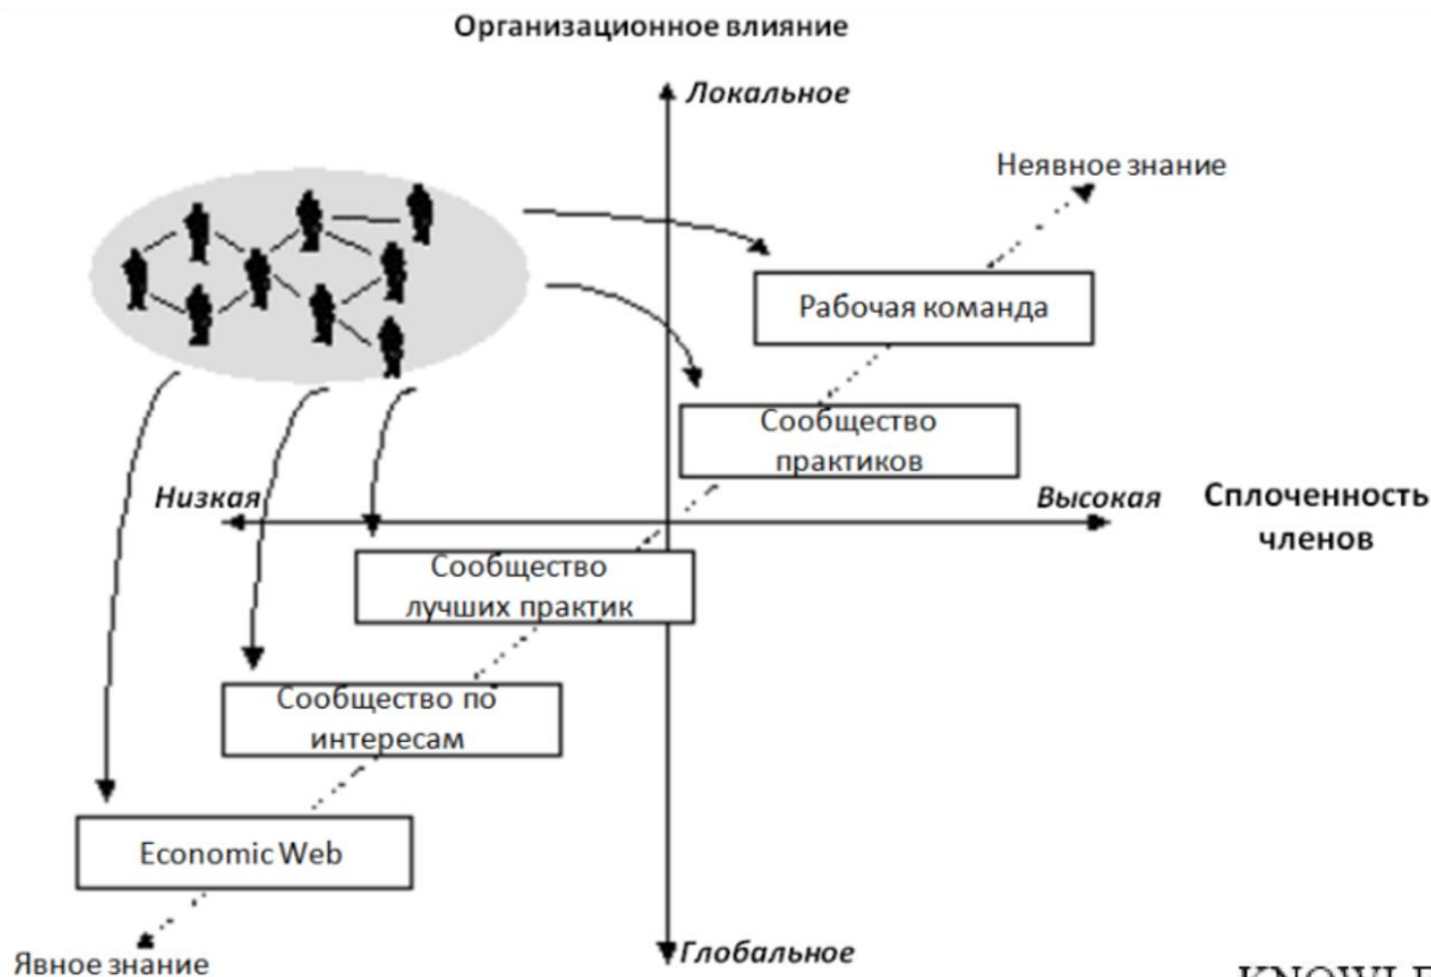 Организационное влияние
Локальное
Неявное знание
Рабочая команда
Сообщество
практиков
Низкая
Высокая
Сплоченность
членов
Сообщество
лучших практик
Сообщество по
интересам
Economic Web
Явное знание
Глобальное